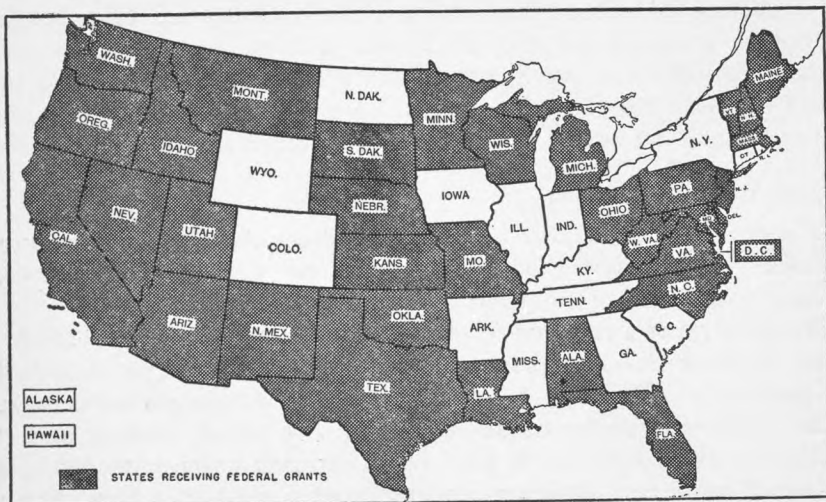 WASH.
MONT.
N. DAK.
MINN.
OREG.
IDAHO
WYO.
S. DAK.
WIS.
MICH.
N.Y.
VT.
N.H.
MAINE
MASS.
CT
R.I.
CAL.
NEV.
UTAH
COLO.
NEBR.
IOWA
ILL.
IND.
OHIO
PA.
N.J.
MD.
DEL.
D.C.
KANS.
MO.
KY.
W. VA.
VA.
ARIZ.
N. MEX.
OKLA.
ARK.
TENN.
N. C.
S. C.
TEX.
LA.
MISS.
ALA.
GA.
FLA.
ALASKA
HAWAII
STATES RECEIVING FEDERAL GRANTS